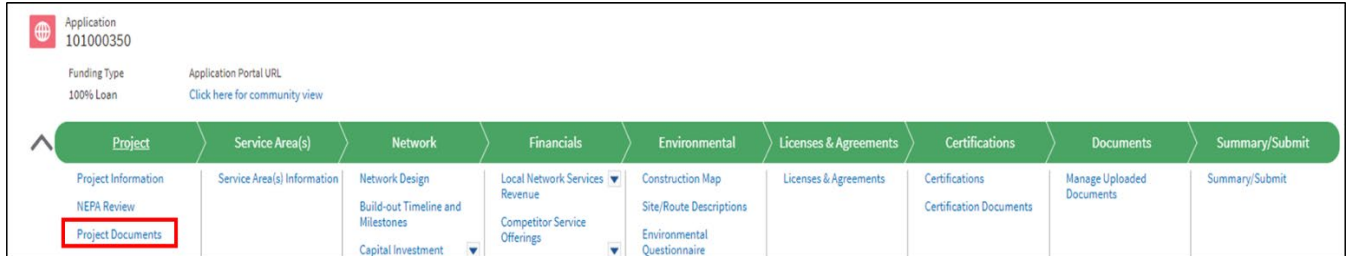 Application
101000350
Funding Type Application Portal URL
100% Loan Click here for community view
Project Service Area(s) Network Financials Environmental Licenses & Agreements Certifications Documents Summary/Submit
Project Information
NEPA Review
Project Documents
Service Area(s) Information
Network Design
Build-out Timeline and
Milestones
Capital Investment
Local Network Services
Revenue
Competitor Service
Offerings
Construction Map
Site/Route Descriptions
Environmental
Questionnaire
Licenses & Agreements
Certifications
Certification Documents
Manage Uploaded
Documents
Summary/Submit